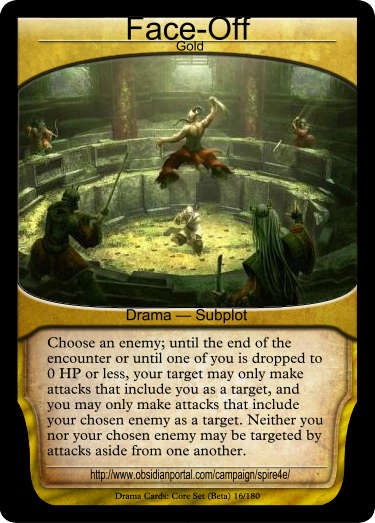 Face-Off
Gold
Drama — Subplot
Choose an enemy; until the end of the
encounter or until one of you is dropped to
0 HP or less, your target may only make
attacks that include you as a target, and
you may only make attacks that include
your chosen enemy as a target. Neither you
nor your chosen enemy may be targeted by
attacks aside from one another.
http://www.obsidianportal.com/campaign/spire4e/
Drama Cards: Core Set (Beta) 16/180